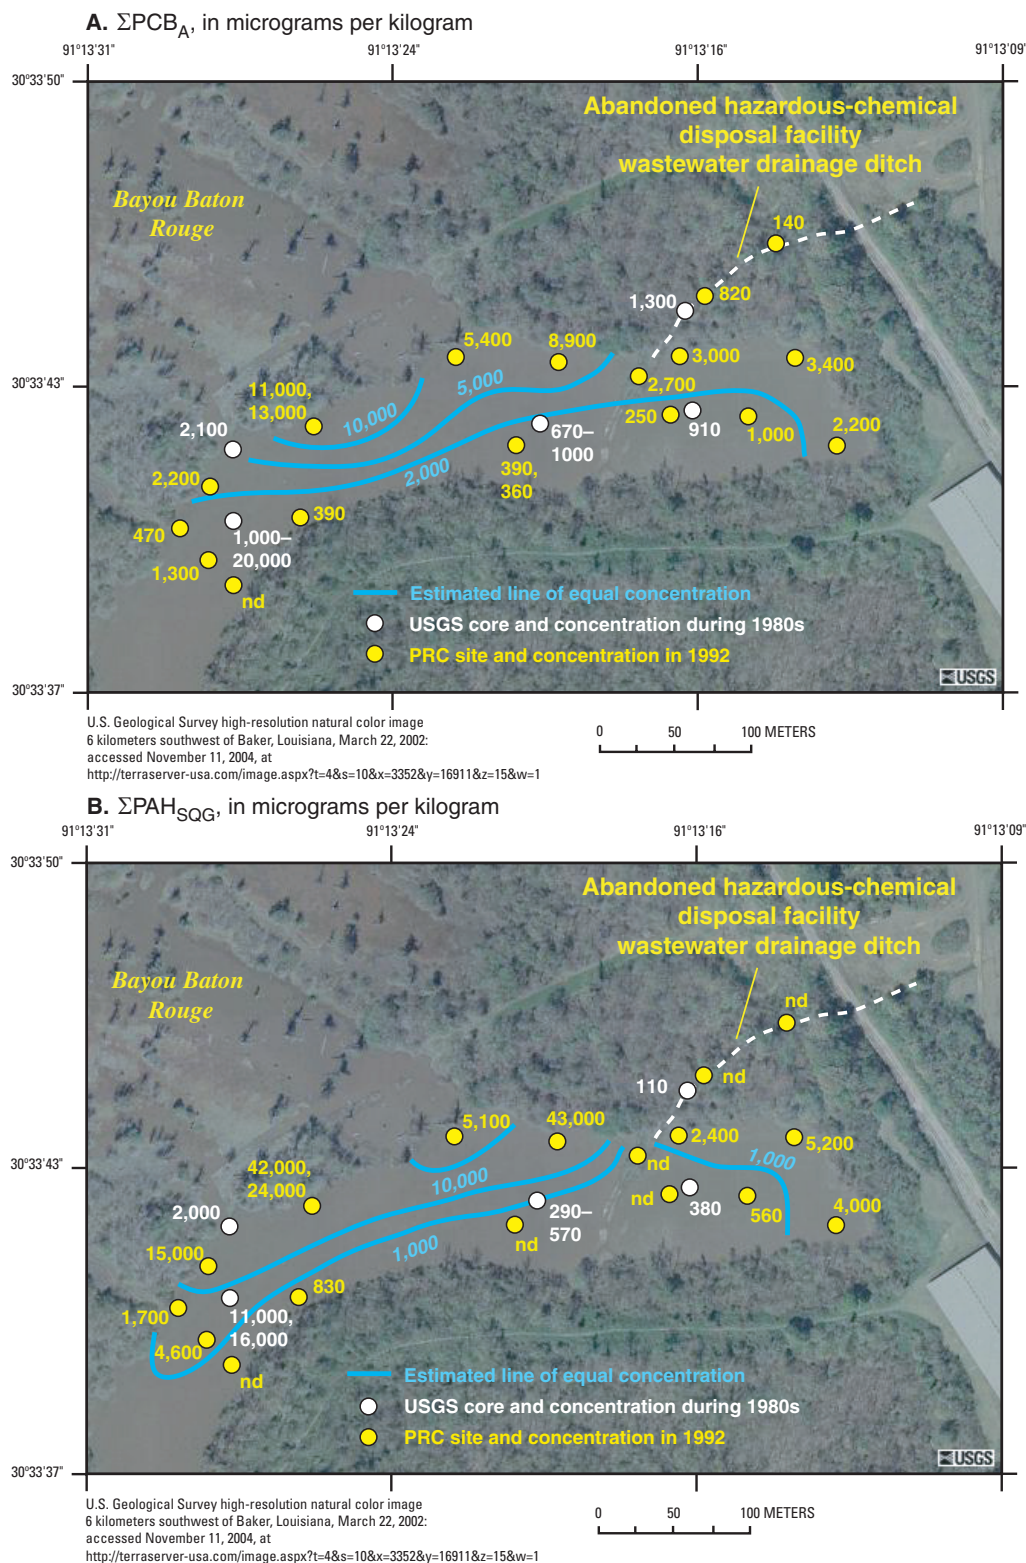 A. ΣPCBA, in micrograms per kilogram
91°13'31"
91°13'24"
91°13'16"
91°13'09"
30°33'50"
Abandoned hazardous-chemical
disposal facility
wastewater drainage ditch
Bayou Baton
Rouge
140
820
1,300
5,400
8,900
3,000
3,400
30°33'43"
2,700
5,000
11,000,
13,000
10,000
250
910
1,000
2,200
2,100
670–
1000
2,000
390,
360
2,200
390
470
1,000–
20,000
1,300
nd
Estimated line of equal concentration
USGS core and concentration during 1980s
PRC site and concentration in 1992
USGS
30°33'37"
U.S. Geological Survey high-resolution natural color image
6 kilometers southwest of Baker, Louisiana, March 22, 2002:
accessed November 11, 2004, at
http://terraserver-usa.com/image.aspx?t=4&s=10&x=3352&y=16911&z=15&w=1
0 50 100 METERS
B. ΣPAHSQG, in micrograms per kilogram
91°13'31"
91°13'24"
91°13'16"
91°13'09"
30°33'50"
Abandoned hazardous-chemical
disposal facility
wastewater drainage ditch
Bayou Baton
Rouge
nd
nd
110
5,100
43,000
2,400
5,200
30°33'43"
nd
1,000
42,000,
24,000
10,000
nd
380
560
4,000
2,000
290–
570
nd
1,000
15,000
830
1,700
11,000,
16,000
4,600
nd
Estimated line of equal concentration
USGS core and concentration during 1980s
PRC site and concentration in 1992
USGS
30°33'37"
U.S. Geological Survey high-resolution natural color image
6 kilometers southwest of Baker, Louisiana, March 22, 2002:
accessed November 11, 2004, at
http://terraserver-usa.com/image.aspx?t=4&s=10&x=3352&y=16911&z=15&w=1
0 50 100 METERS